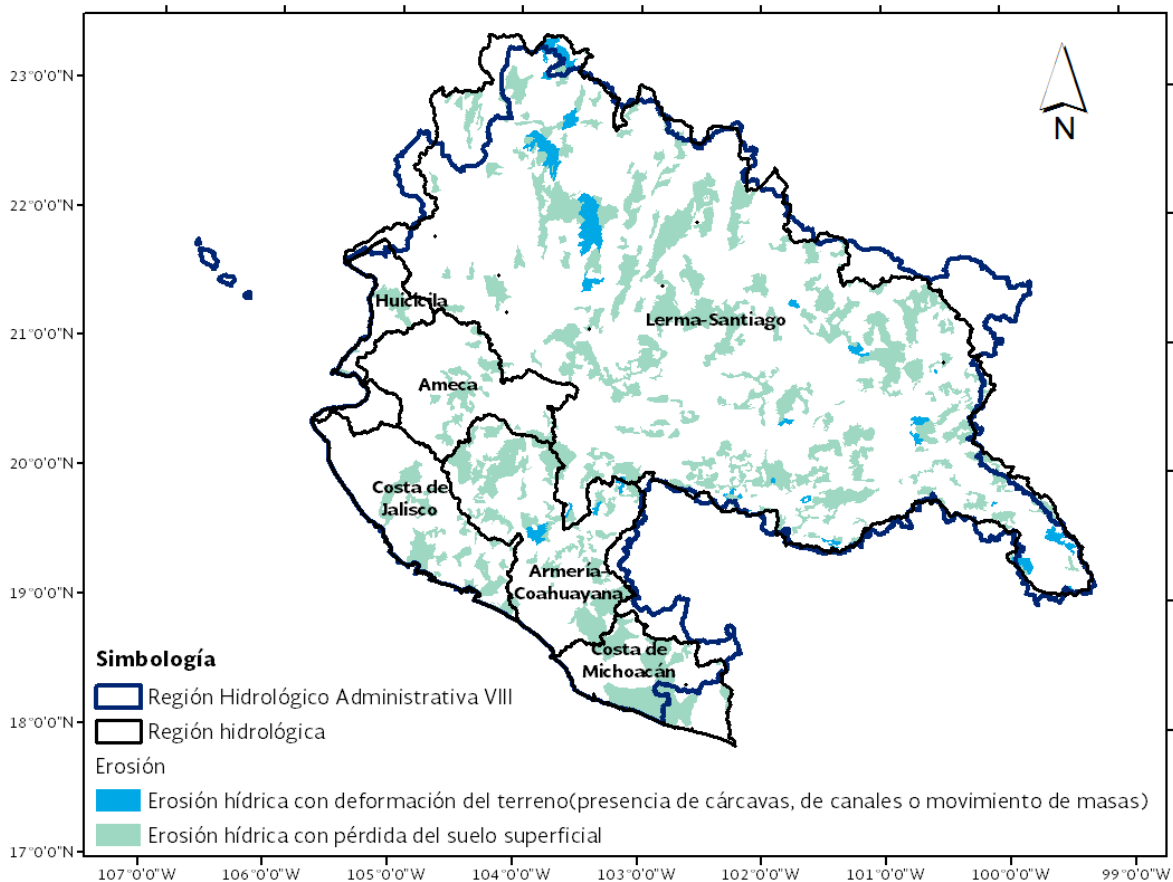 N
23°0'0"N
22°0'0"N
21°0'0"N
20°0'0"N
19°0'0"N
18°0'0"N
17°0'0"N
Huicicila
Lerma-Santiago
Ameca
Costa de
Jalisco
Armería-
Coahuayana
Costa de
Michoacán
Simbología
Región Hidrológico Administrativa VIII
Región hidrológica
Erosión
Erosión hídrica con deformación del terreno(presencia de cárcavas, de canales o movimiento de masas)
Erosión hídrica con pérdida del suelo superficial
107°0'0"W 106°0'0"W 105°0'0"W 104°0'0"W 103°0'0"W 102°0'0"W 101°0'0"W 100°0'0"W 99°0'0"W